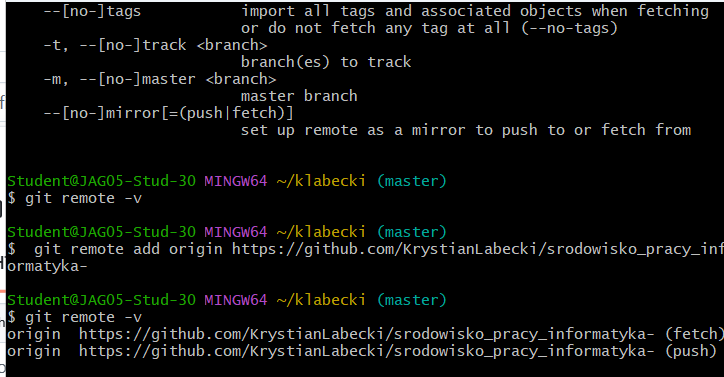 --[no-]tags           import all tags and associated objects when fetching
                      or do not fetch any tag at all (--no-tags)
-t, --[no-]track <branch>
                      branch(es) to track
-m, --[no-]master <branch>
                      master branch
--[no-]mirror[=(push|fetch)]
                      set up remote as a mirror to push to or fetch from
Student@JAG05-Stud-30 MINGW64 ~/klabecki (master)
$ git remote -v
Student@JAG05-Stud-30 MINGW64 ~/klabecki (master)
$  git remote add origin https://github.com/KrystianLabecki/srodowisko_pracy_inf
ormatyka-
Student@JAG05-Stud-30 MINGW64 ~/klabecki (master)
$ git remote -v
origin  https://github.com/KrystianLabecki/srodowisko_pracy_informatyka- (fetch)
origin  https://github.com/KrystianLabecki/srodowisko_pracy_informatyka- (push)